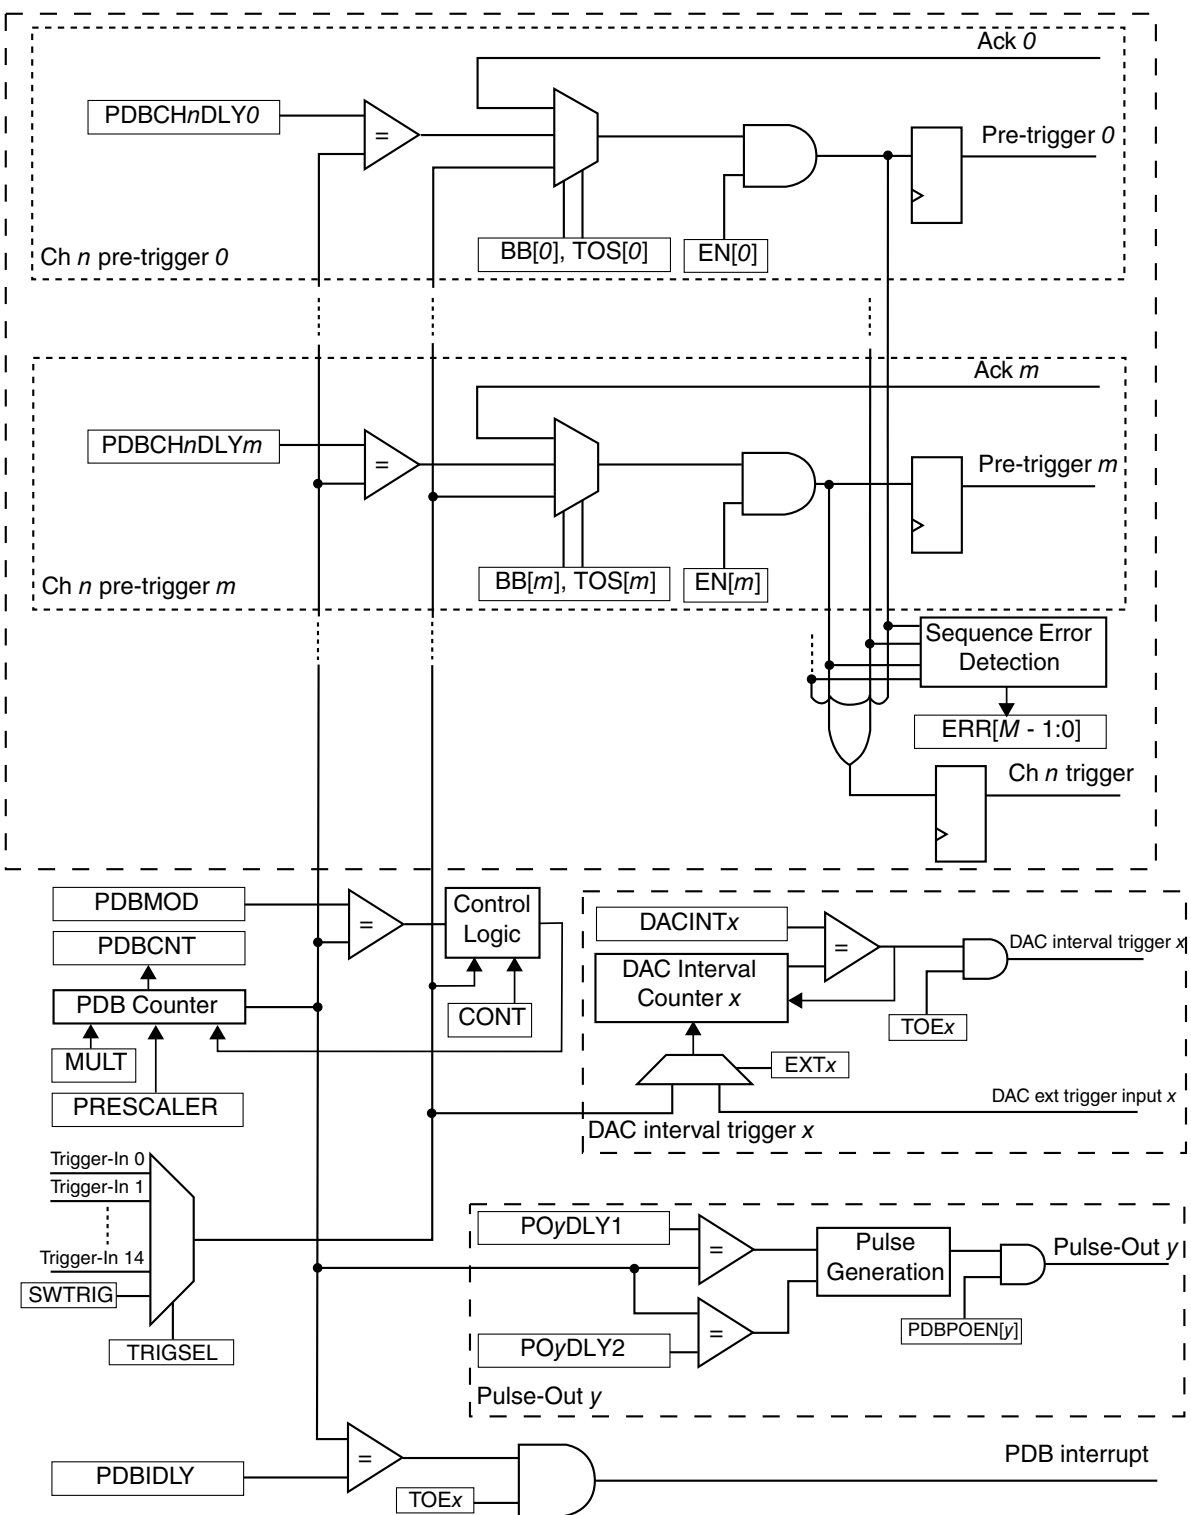 Ack 0
PDBCHnDLY0
=
Pre-trigger 0
BB[0], TOS[0]
EN[0]
Ch n pre-trigger 0
Ack m
PDBCHnDLYm
=
Pre-trigger m
BB[m], TOS[m]
EN[m]
Ch n pre-trigger m
Sequence Error
Detection
ERR[M - 1:0]
Ch n trigger
PDBMOD
=
Control
Logic
PDBCNT
PDB Counter
CONT
MULT
PRESCALER
DACINTx
=
DAC interval trigger x
DAC Interval
Counter x
TOEx
EXTx
DAC ext trigger input x
DAC interval trigger x
Trigger-In 0
Trigger-In 1
Trigger-In 14
SWTRIG
TRIGSEL
POyDLY1
=
Pulse
Generation
Pulse-Out y
PDBPOEN[y]
=
POyDLY2
Pulse-Out y
PDBIDLY
=
TOEx
PDB interrupt